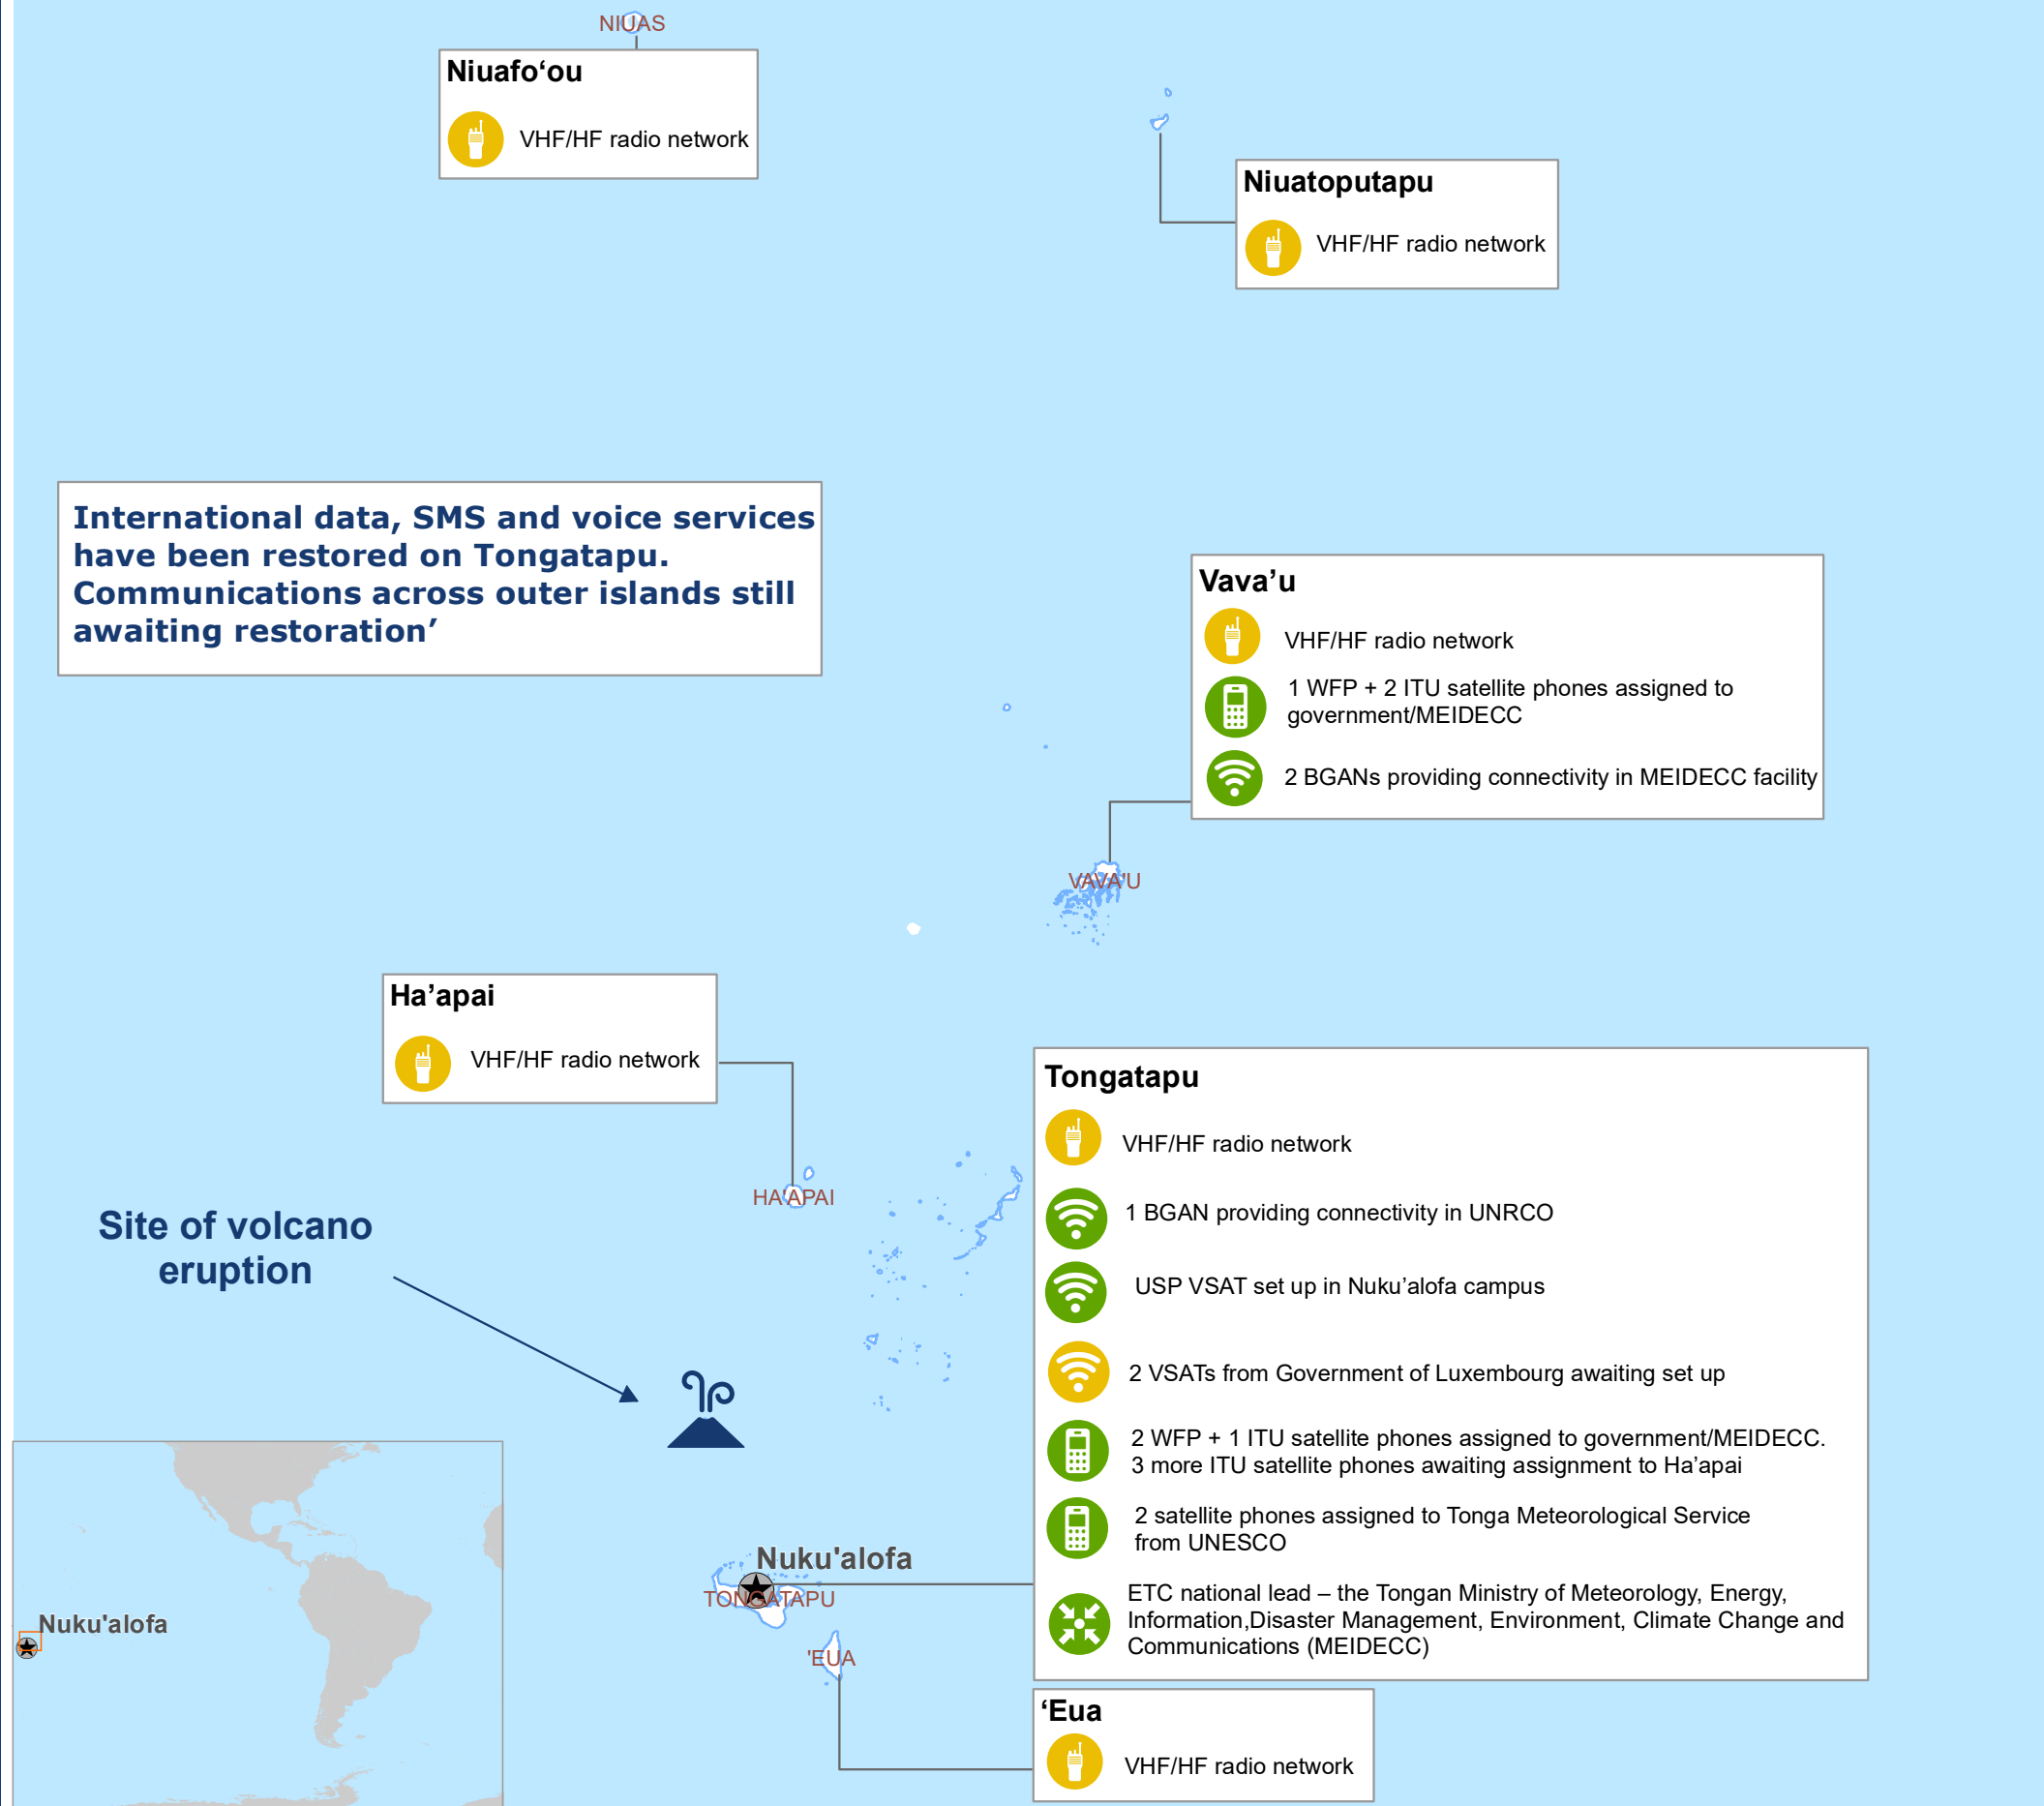 NIUAS
Niuafo‘ou
VHF/HF radio network
Niuatoputapu
VHF/HF radio network
International data, SMS and voice services
have been restored on Tongatapu.
Communications across outer islands still
awaiting restoration’
Vava’u
VHF/HF radio network
1 WFP + 2 ITU satellite phones assigned to
government/MEIDECC
2 BGANs providing connectivity in MEIDECC facility
VAVA'U
Ha’apai
VHF/HF radio network
HA'APAI
Site of volcano
eruption
Tongatapu
VHF/HF radio network
1 BGAN providing connectivity in UNRCO
USP VSAT set up in Nuku’alofa campus
2 VSATs from Government of Luxembourg awaiting set up
2 WFP + 1 ITU satellite phones assigned to government/MEIDECC.
3 more ITU satellite phones awaiting assignment to Ha’apai
2 satellite phones assigned to Tonga Meteorological Service
from UNESCO
ETC national lead – the Tongan Ministry of Meteorology, Energy,
Information,Disaster Management, Environment, Climate Change and
Communications (MEIDECC)
Nuku'alofa
TONGATAPU
'EUA
‘Eua
VHF/HF radio network
Nuku'alofa